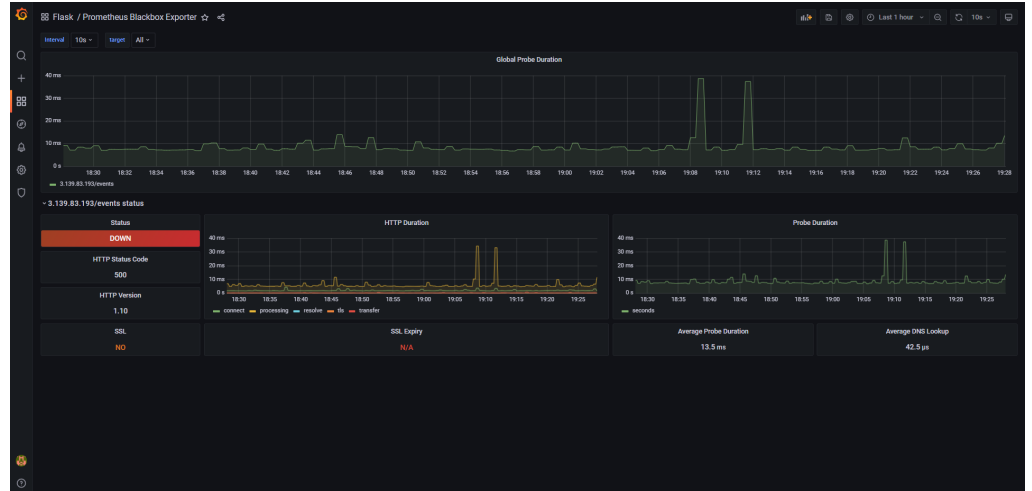 Flask / Prometheus Blackbox Exporter
Last 1 hour
10s
interval 10s target All
Global Probe Duration
40 ms
30 ms
20 ms
10 ms
0 s
18:30 18:32 18:34 18:36 18:38 18:40 18:42 18:44 18:46 18:48 18:50 18:52 18:54 18:56 18:58 19:00 19:02 19:04 19:06 19:08 19:10 19:12 19:14 19:16 19:18 19:20 19:22 19:24 19:26 19:28
3.139.83.193/events
3.139.83.193/events status
Status
DOWN
HTTP Status Code
500
HTTP Version
1.10
SSL
NO
HTTP Duration
40 ms
30 ms
20 ms
10 ms
0 s
18:30 18:35 18:40 18:45 18:50 18:55 19:00 19:05 19:10 19:15 19:20 19:25
connect processing resolve tls transfer
SSL Expiry
N/A
Probe Duration
40 ms
30 ms
20 ms
10 ms
0 s
18:30 18:35 18:40 18:45 18:50 18:55 19:00 19:05 19:10 19:15 19:20 19:25
seconds
Average Probe Duration
13.5 ms
Average DNS Lookup
42.5 µs